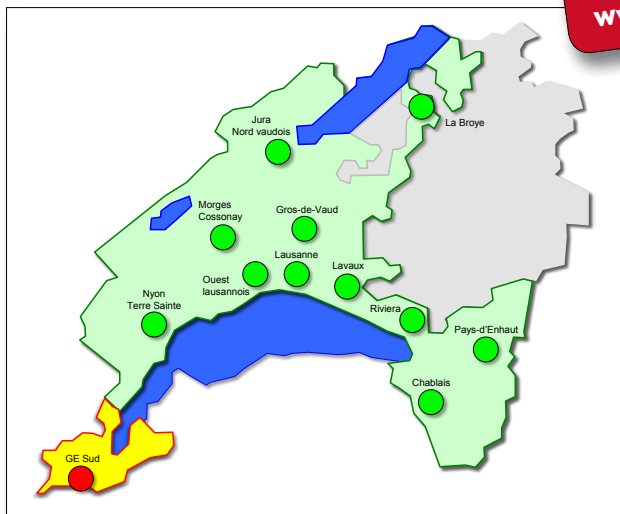 Jura
Nord vaudois
La Broye
Morges
Cossonay
Gros-de-Vaud
Lausanne
Ouest
lausannois
Lavaux
Nyon
Terre Sainte
Riviera
Pays-d'Enhaut
Chablais
GE Sud